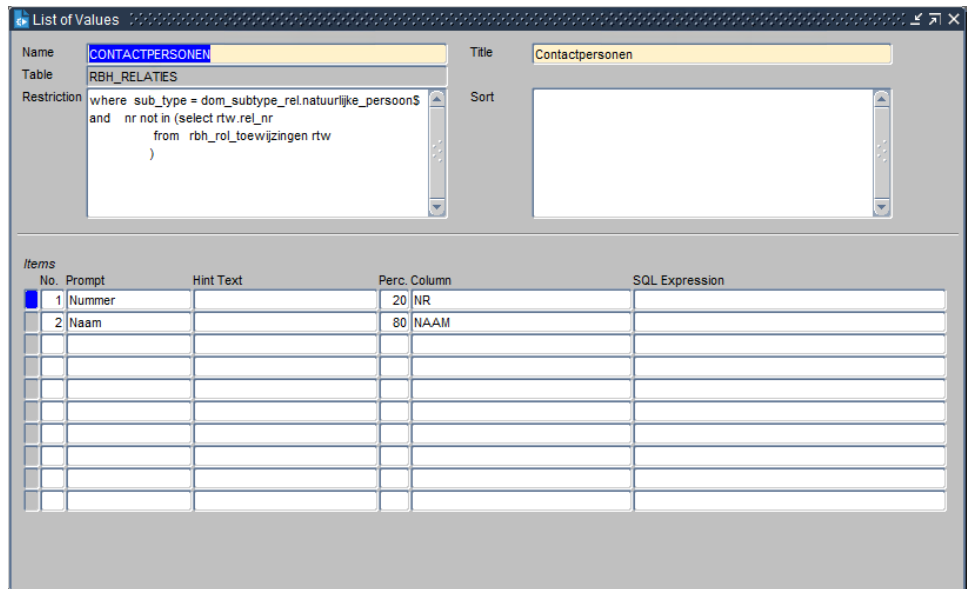 List of Values
Name CONTACTPERSONEN Title Contactpersonen
Table RBH_RELATIES
Restriction where sub_type = dom_subtype_rel.natuurlijke_persoon$ Sort
and nr not in (select rtw.rel_nr
from rbh_rol_toewijzingen rtw
)
Items
No. Prompt Hint Text Perc. Column SQL Expression
1 Nummer 20 NR
2 Naam 80 NAAM